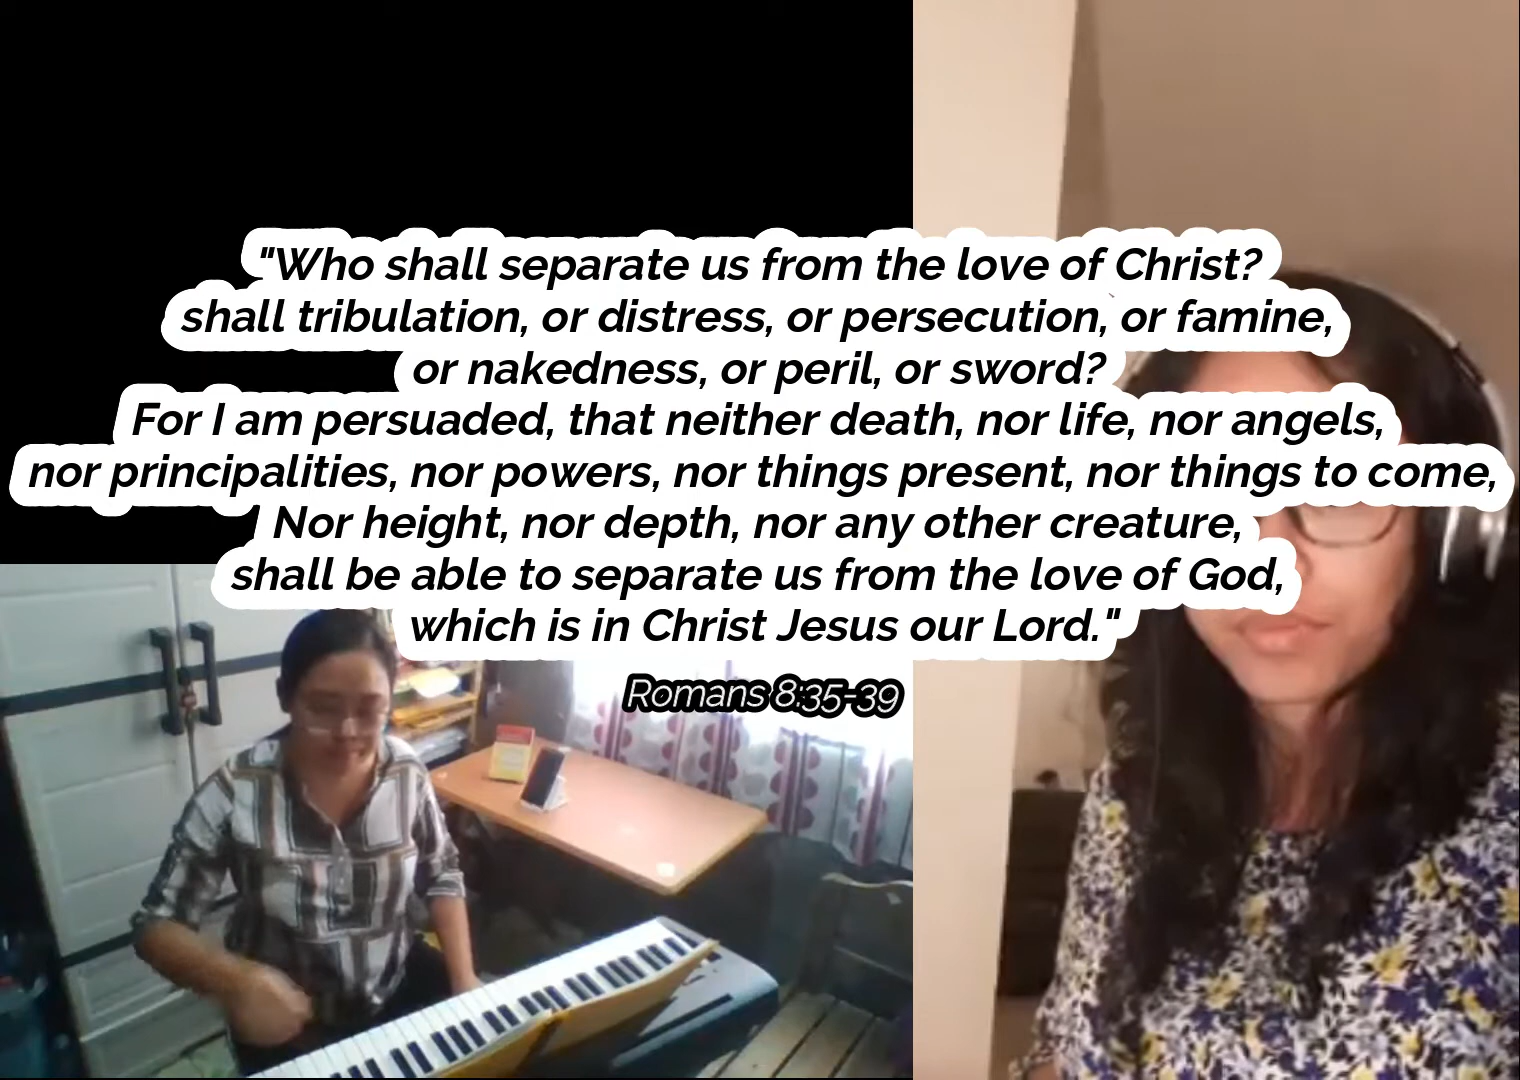 "Who shall separate us from the love of Christ?
shall tribulation, or distress, or persecution, or famine,
or nakedness, or peril, or sword?
For I am persuaded, that neither death, nor life, nor angels,
nor principalities, nor powers, nor things present, nor things to come,
Nor height, nor depth, nor any other creature,
shall be able to separate us from the love of God,
which is in Christ Jesus our Lord."
Romans 8:35-39